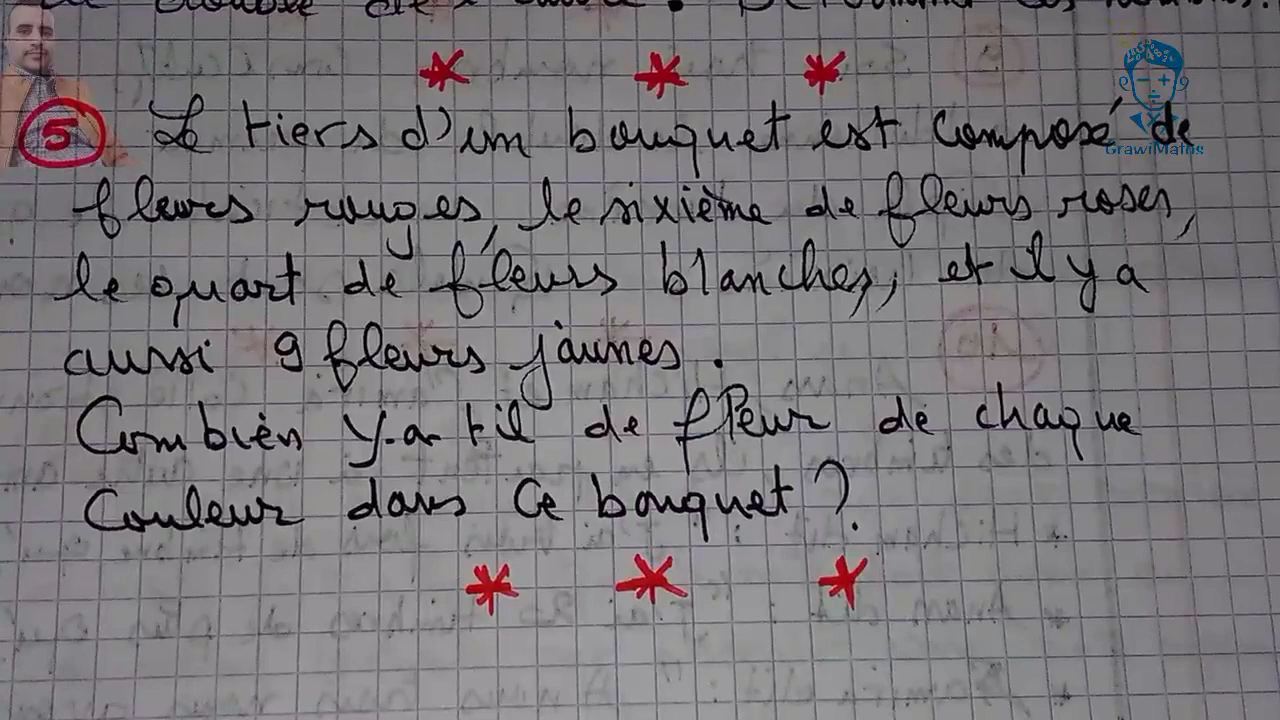 5 Le tiers d'un bouquet est composé de
fleurs rouges, le sixième de fleurs roses,
le quart de fleurs blanches, et il y a
aussi 9 fleurs jaunes.
Combien y-a-t-il de fleur de chaque
couleur dans ce bouquet ?
GrawiMaths